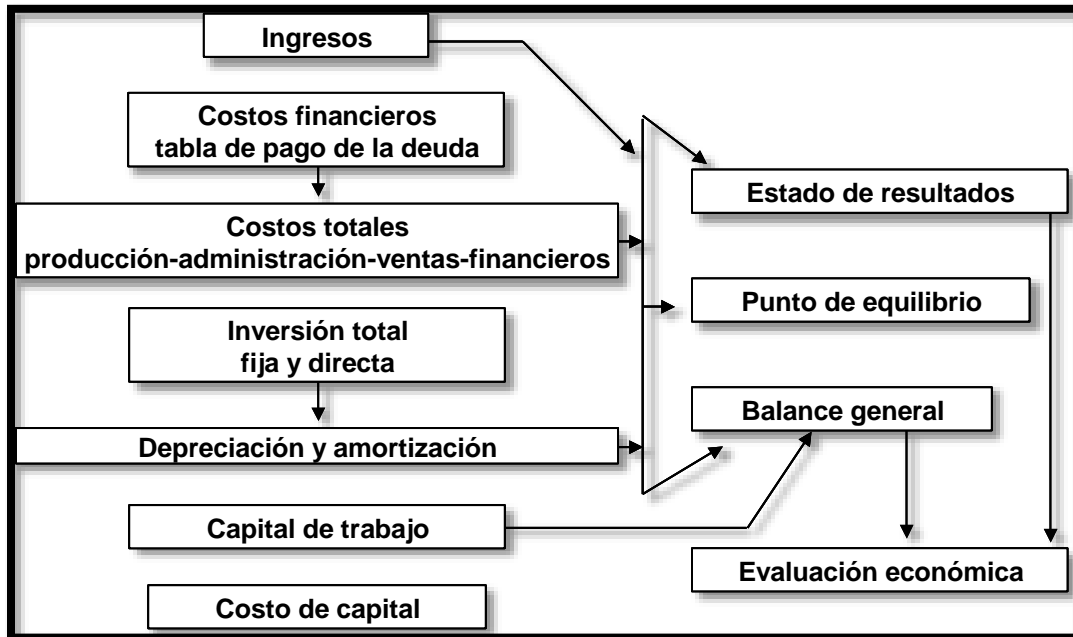 Ingresos
Costos financieros
tabla de pago de la deuda
Costos totales
producción-administración-ventas-financieros
Inversión total
fija y directa
Depreciación y amortización
Capital de trabajo
Costo de capital
Estado de resultados
Punto de equilibrio
Balance general
Evaluación económica